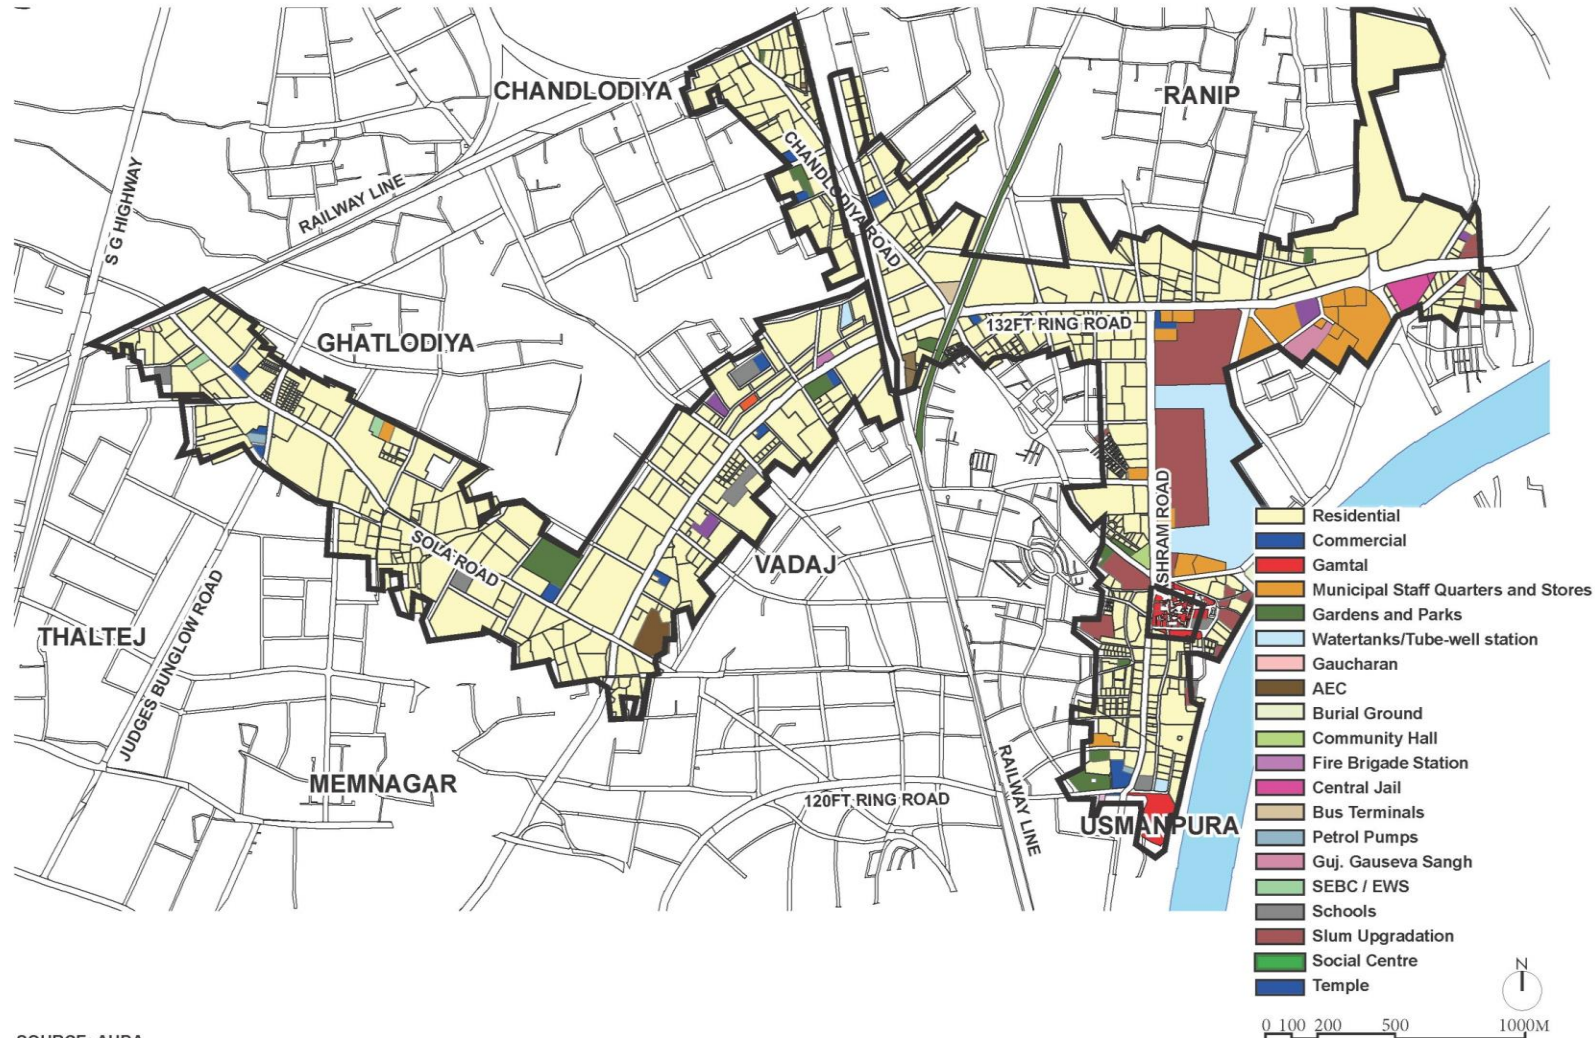 CHANDLODIYA
RANIP
CHANDLODIYA ROAD
S G HIGHWAY
RAILWAY LINE
GHATLODIYA
132FT RING ROAD
ASHRAM ROAD
SOLA ROAD
VADAJ
THALTEJ
JUDGES BUNGLOW ROAD
MEMNAGAR
120FT RING ROAD
RAILWAY LINE
USMANPURA
Residential
Commercial
Gamtal
Municipal Staff Quarters and Stores
Gardens and Parks
Watertanks/Tube-well station
Gaucharan
AEC
Burial Ground
Community Hall
Fire Brigade Station
Central Jail
Bus Terminals
Petrol Pumps
Guj. Gauseva Sangh
SEBC / EWS
Schools
Slum Upgradation
Social Centre
Temple
N
0 100 200 500 1000M